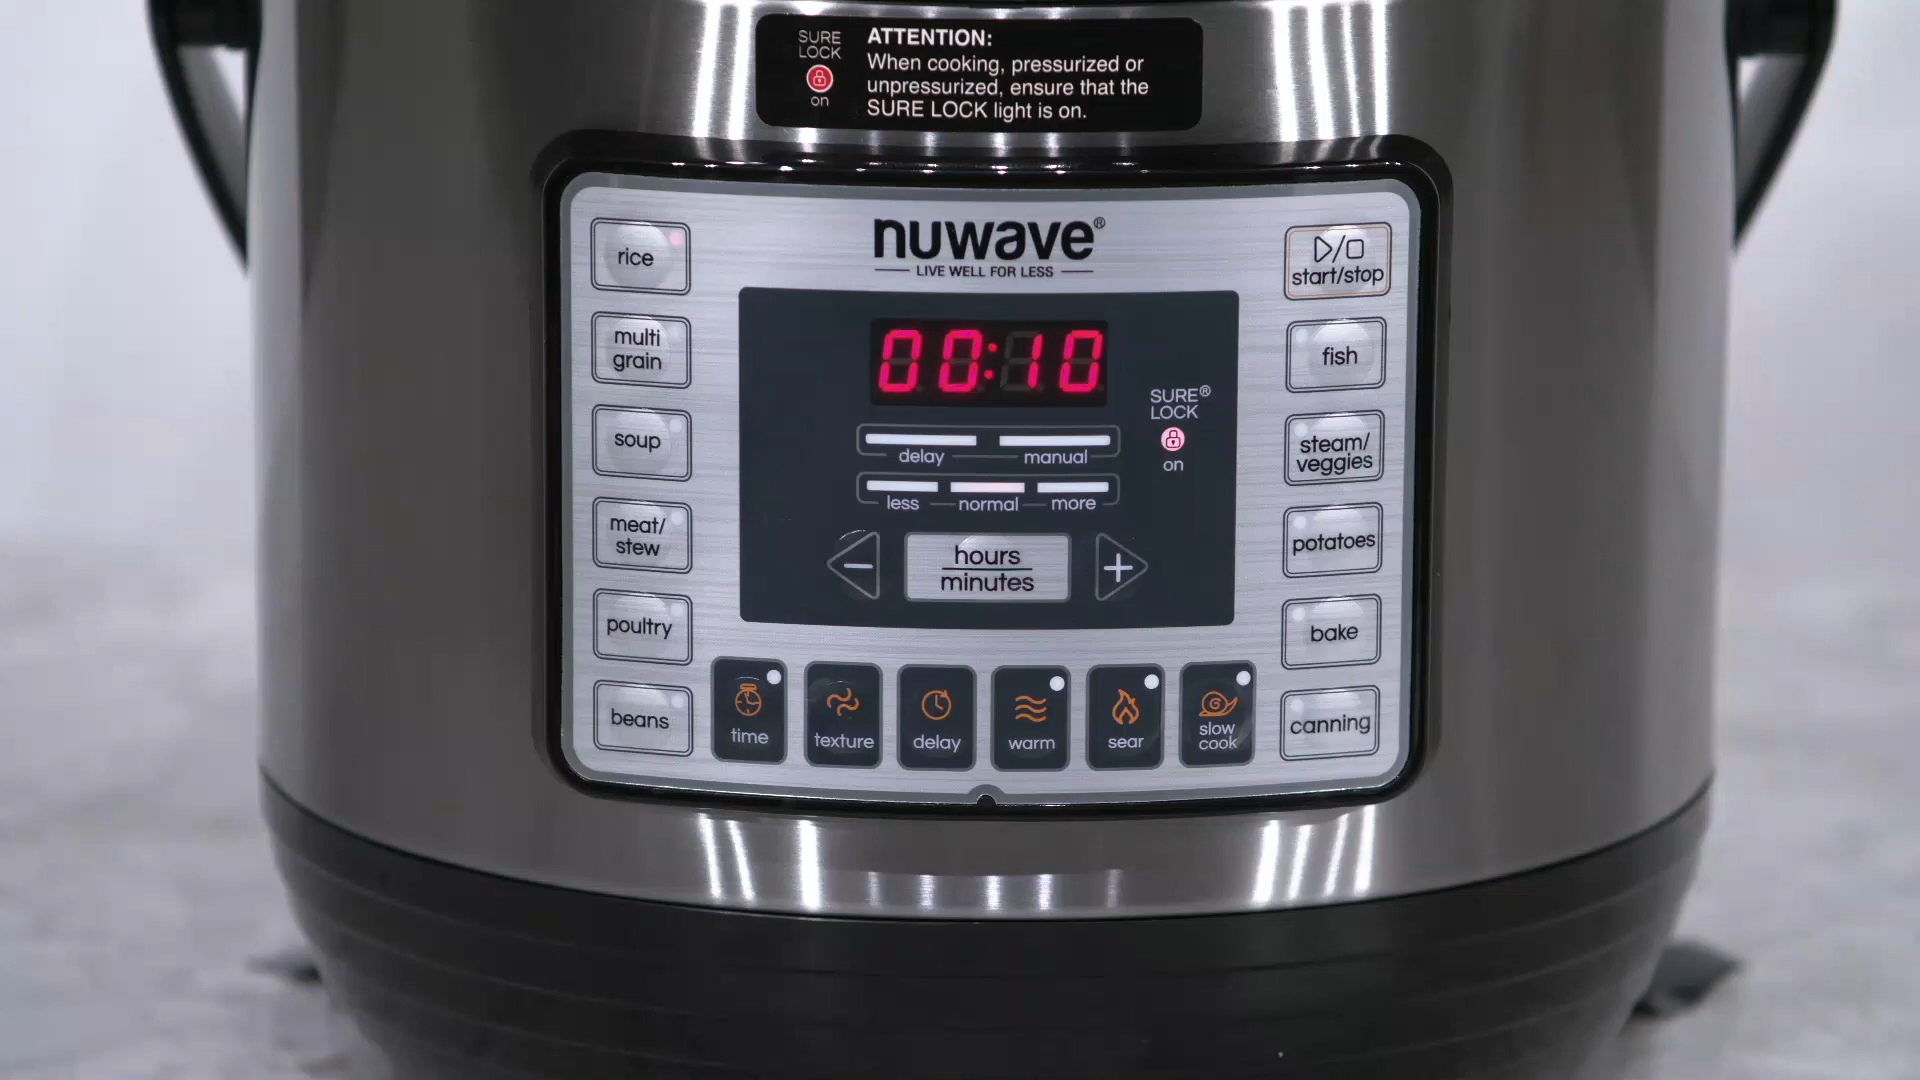 SURE
LOCK
on
ATTENTION:
When cooking, pressurized or
unpressurized, ensure that the
SURE LOCK light is on.
nuwave®
LIVE WELL FOR LESS
rice
multi
grain
soup
meat/
stew
poultry
beans
00:10
SURE®
LOCK
on
delay
manual
less
normal
more
−
hours
minutes
+
time
texture
delay
warm
sear
slow
cook
start/stop
fish
steam/
veggies
potatoes
bake
canning